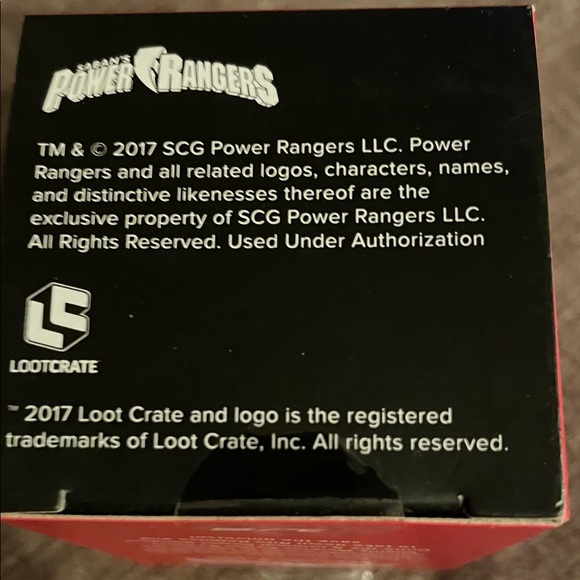 SABAN'S
POWER RANGERS
TM & © 2017 SCG Power Rangers LLC. Power
Rangers and all related logos, characters, names,
and distinctive likenesses thereof are the
exclusive property of SCG Power Rangers LLC.
All Rights Reserved. Used Under Authorization
LC
LOOTCRATE
™ 2017 Loot Crate and logo is the registered
trademarks of Loot Crate, Inc. All rights reserved.